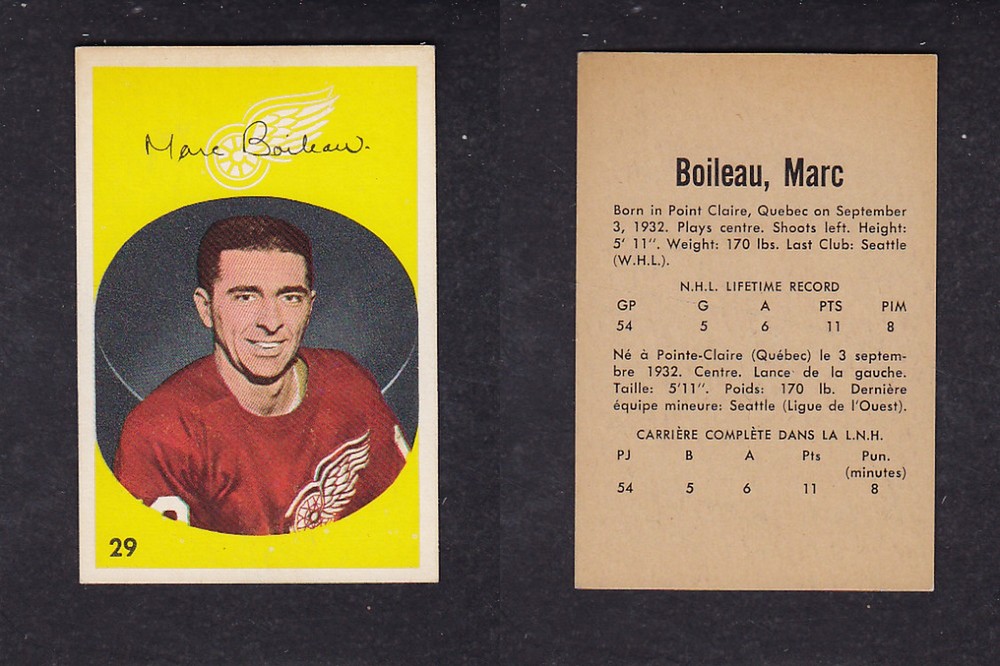 Marc Boileau.
29
Boileau, Marc
Born in Point Claire, Quebec on September
3, 1932. Plays centre. Shoots left. Height:
5' 11". Weight: 170 lbs. Last Club: Seattle
(W.H.L.).
N.H.L. LIFETIME RECORD
GP G A PTS PIM
54 5 6 11 8
Né à Pointe-Claire (Québec) le 3 septem-
bre 1932. Centre. Lance de la gauche.
Taille: 5'11". Poids: 170 lb. Dernière
équipe mineure: Seattle (Ligue de l'Ouest).
CARRIÈRE COMPLÈTE DANS LA L.N.H.
PJ B A Pts Pun.
(minutes)
54 5 6 11 8